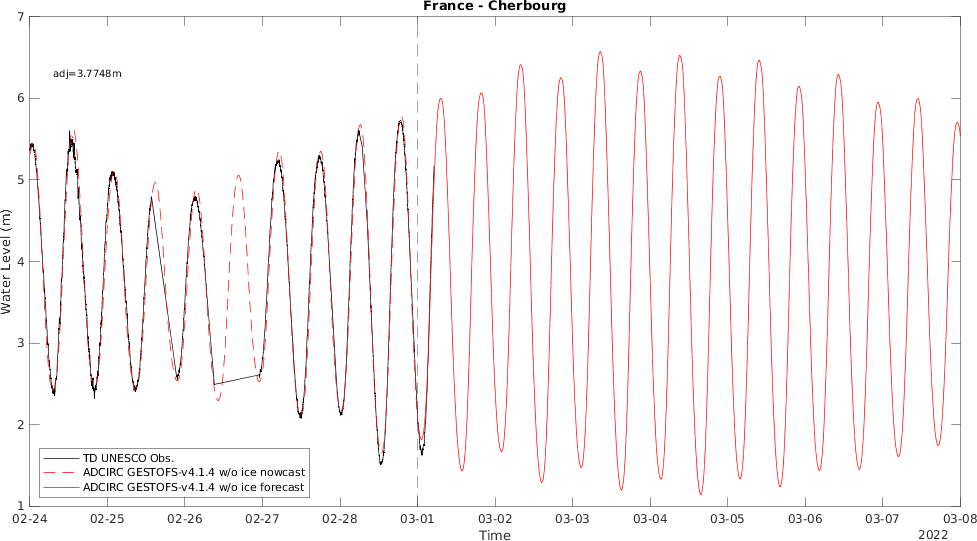 France - Cherbourg
7
adj=3.7748m
6
5
4
3
2
1
Water Level (m)
TD UNESCO Obs.
ADCIRC GESTOFS-v4.1.4 w/o ice nowcast
ADCIRC GESTOFS-v4.1.4 w/o ice forecast
02-24 02-25 02-26 02-27 02-28 03-01 03-02 03-03 03-04 03-05 03-06 03-07 03-08
Time
2022